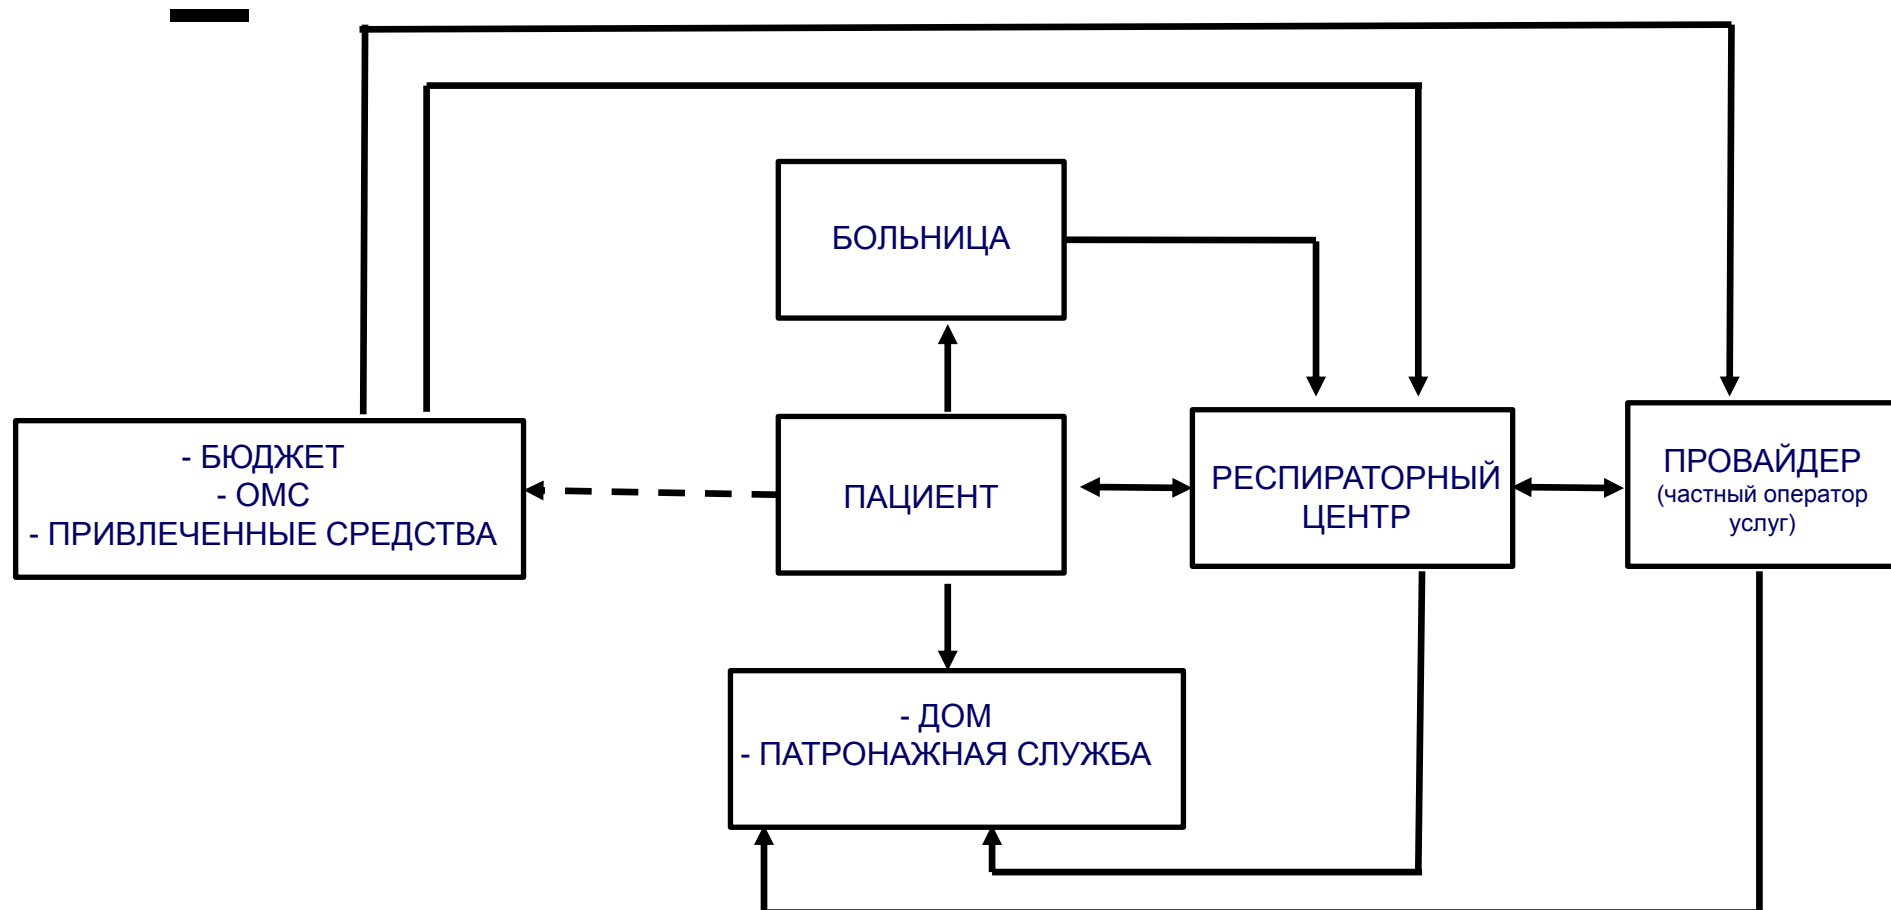 БОЛЬНИЦА
- БЮДЖЕТ
- ОМС
- ПРИВЛЕЧЕННЫЕ СРЕДСТВА
ПАЦИЕНТ
РЕСПИРАТОРНЫЙ
ЦЕНТР
ПРОВАЙДЕР
(частный оператор
услуг)
- ДОМ
- ПАТРОНАЖНАЯ СЛУЖБА